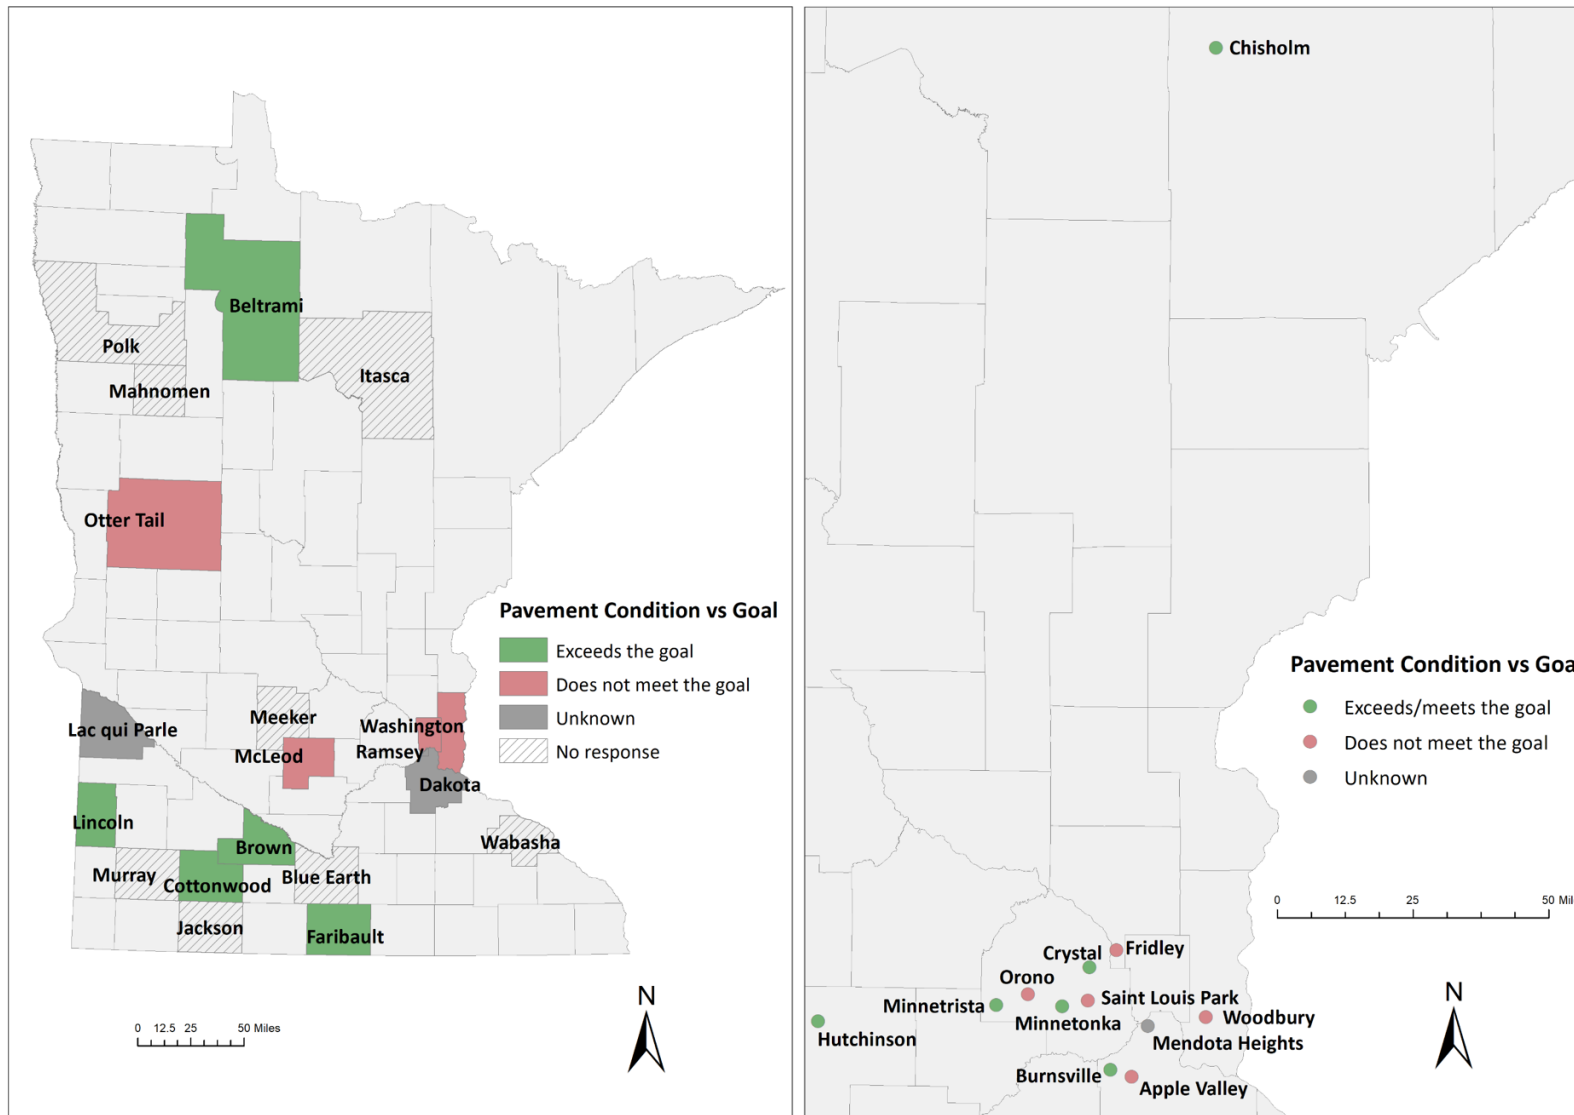 Beltrami
Polk
Mahnomen
Itasca
Otter Tail
Pavement Condition vs Goal
Exceeds the goal
Does not meet the goal
Unknown
No response
Lac qui Parle
Meeker
McLeod
Washington
Ramsey
Dakota
Lincoln
Brown
Wabasha
Murray
Cottonwood
Blue Earth
Jackson
Faribault
N
0 12.5 25 50 Miles
Chisholm
Pavement Condition vs Goa
Exceeds/meets the goal
Does not meet the goal
Unknown
0 12.5 25 50 Mil
Crystal
Fridley
Orono
Minnetrista
Saint Louis Park
Minnetonka
Woodbury
Hutchinson
Mendota Heights
Burnsville
Apple Valley
N